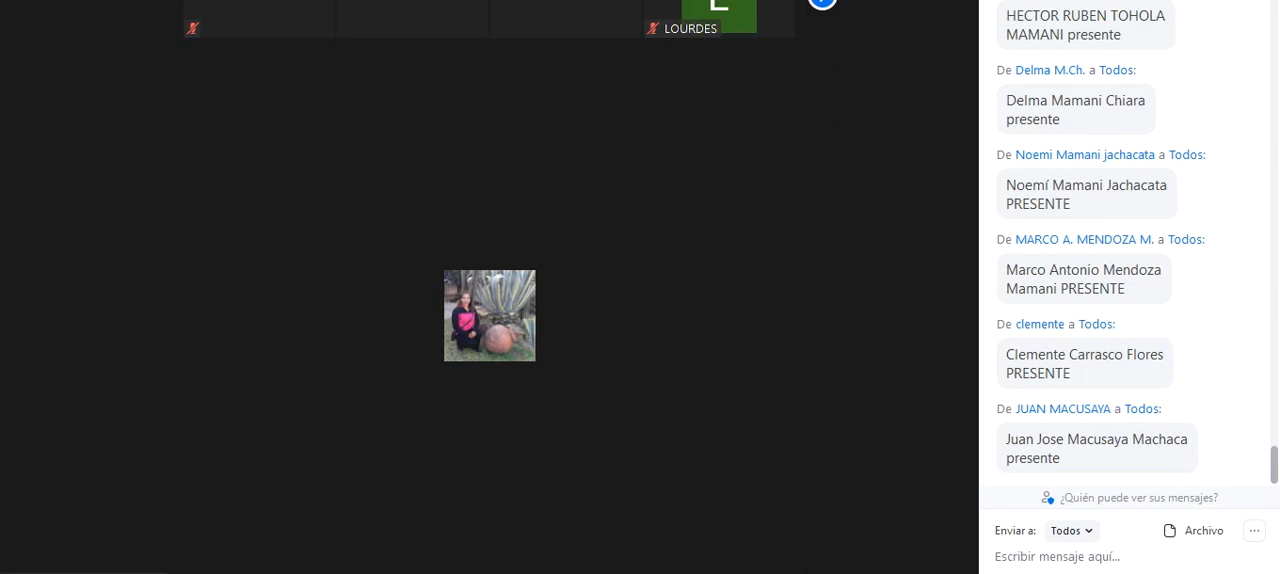 LOURDES
HECTOR RUBEN TOHOLA
MAMANI presente
De Delma M.Ch. a Todos:
Delma Mamani Chiara
presente
De Noemi Mamani jachacata a Todos:
Noemí Mamani Jachacata
PRESENTE
De MARCO A. MENDOZA M. a Todos:
Marco Antonio Mendoza
Mamani PRESENTE
De clemente a Todos:
Clemente Carrasco Flores
PRESENTE
De JUAN MACUSAYA a Todos:
Juan Jose Macusaya Machaca
presente
¿Quién puede ver sus mensajes?
Enviar a: Todos Archivo ...
Escribir mensaje aquí...